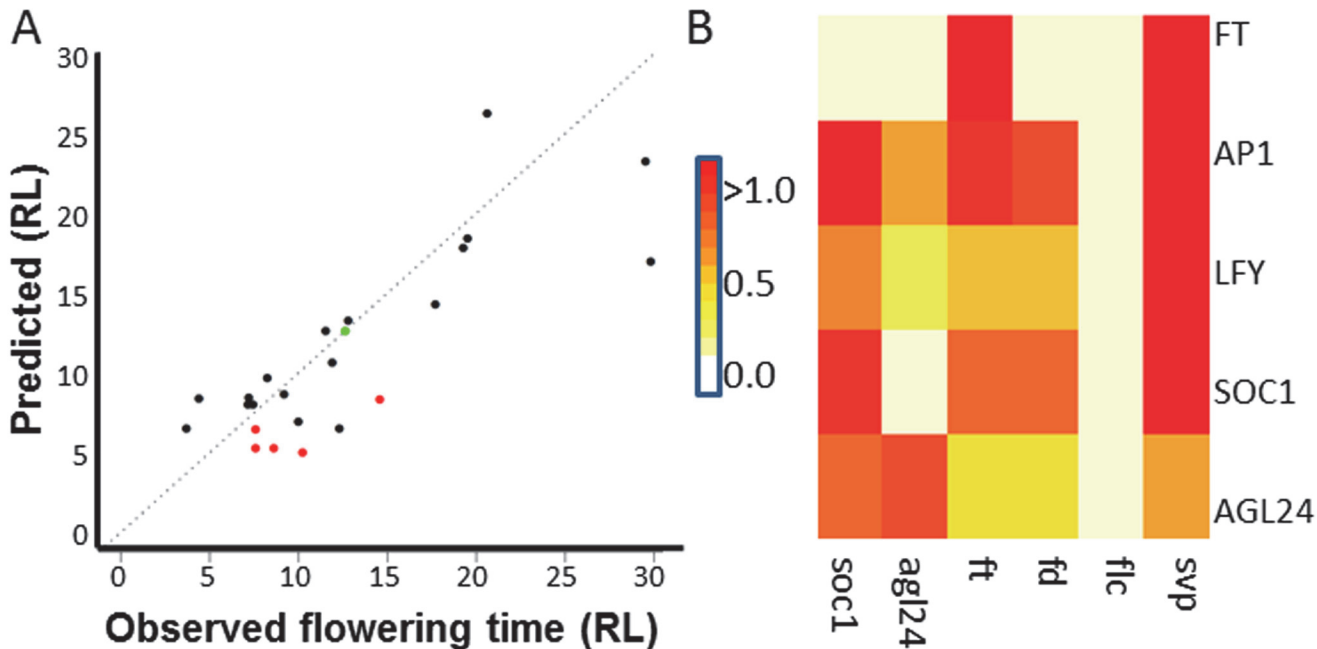 A
30
25
20
15
10
5
0
Predicted (RL)
0 5 10 15 20 25 30
Observed flowering time (RL)
B
>1.0
0.5
0.0
FT
AP1
LFY
SOC1
AGL24
soc1
agl24
ft
fd
flc
svp